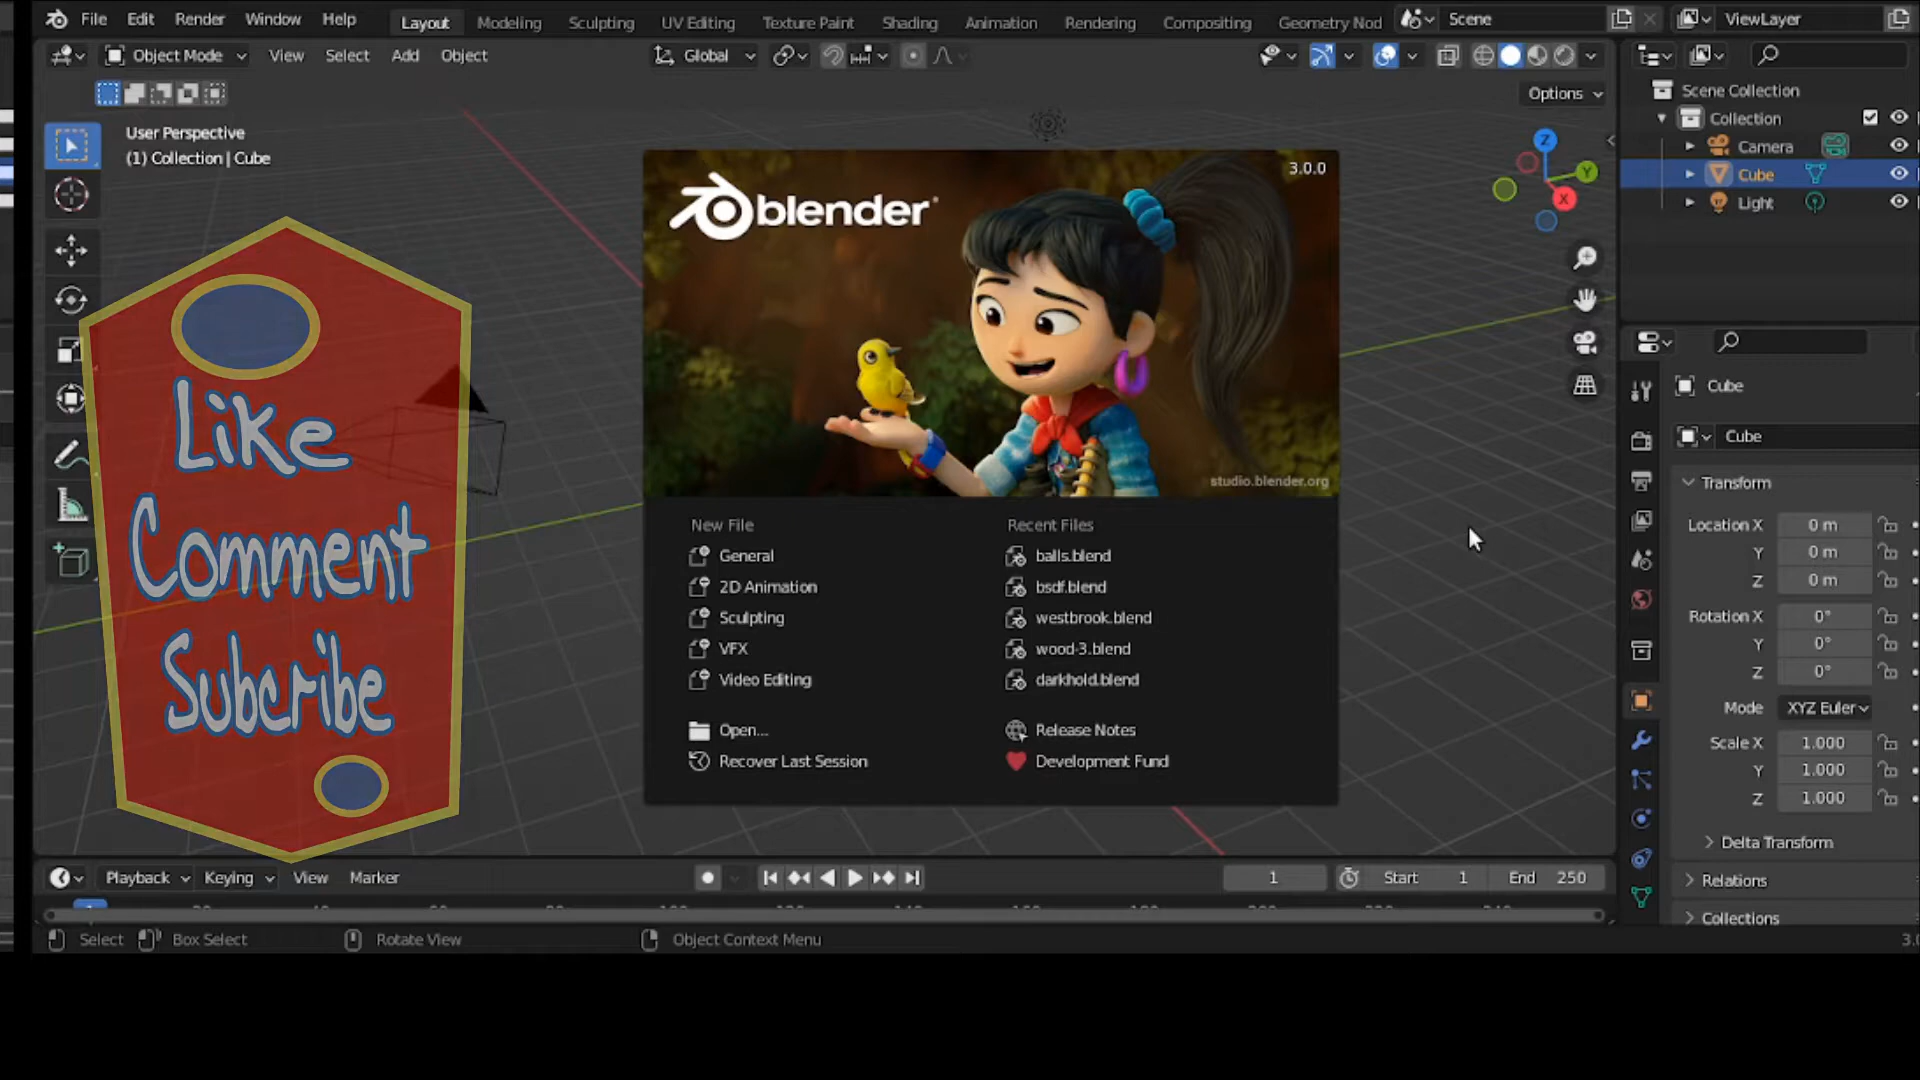 File Edit Render Window Help Layout Modeling Sculpting UV Editing Texture Paint Shading Animation Rendering Compositing Geometry Nod Scene ViewLayer
Object Mode View Select Add Object Global
Options
User Perspective
(1) Collection | Cube
Z
Y
X
blender
3.0.0
studio.blender.org
New File
General
2D Animation
Sculpting
VFX
Video Editing
Open...
Recover Last Session
Recent Files
balls.blend
bsdf.blend
westbrook.blend
wood-3.blend
darkhold.blend
Release Notes
Development Fund
Like
Comment
Subcribe
Scene Collection
Collection
Camera
Cube
Light
Cube
Cube
Transform
Location X 0 m
Y 0 m
Z 0 m
Rotation X 0°
Y 0°
Z 0°
Mode XYZ Euler
Scale X 1.000
Y 1.000
Z 1.000
Delta Transform
Relations
Collections
Playback Keying View Marker 1 Start 1 End 250
Select Box Select Rotate View Object Context Menu